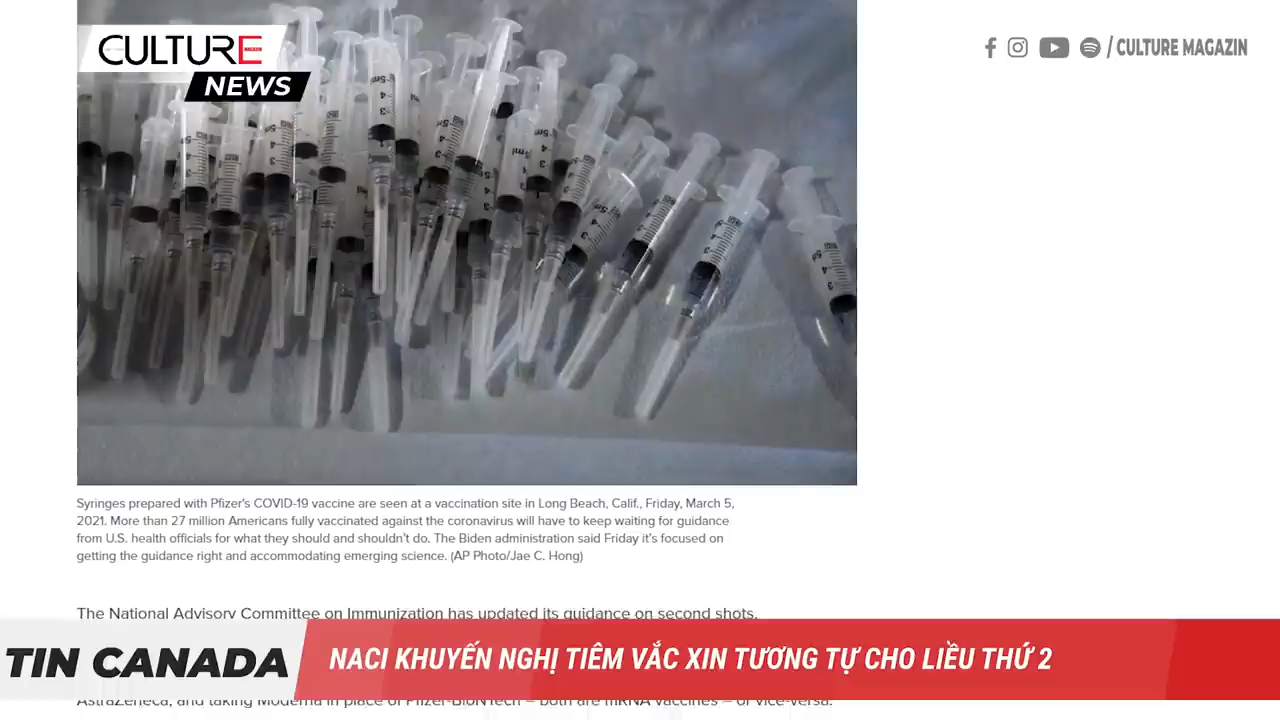 CULTURE
NEWS
/ CULTURE MAGAZIN
Syringes prepared with Pfizer's COVID-19 vaccine are seen at a vaccination site in Long Beach, Calif., Friday, March 5,
2021. More than 27 million Americans fully vaccinated against the coronavirus will have to keep waiting for guidance
from U.S. health officials for what they should and shouldn't do. The Biden administration said Friday it's focused on
getting the guidance right and accommodating emerging science. (AP Photo/Jae C. Hong)
The National Advisory Committee on Immunization has updated its guidance on second shots,
TIN CANADA
NACI KHUYẾN NGHỊ TIÊM VẮC XIN TƯƠNG TỰ CHO LIỀU THỨ 2
AstraZeneca, and taking Moderna in place of Pfizer-BioNTech – both are mRNA vaccines – or vice-versa.